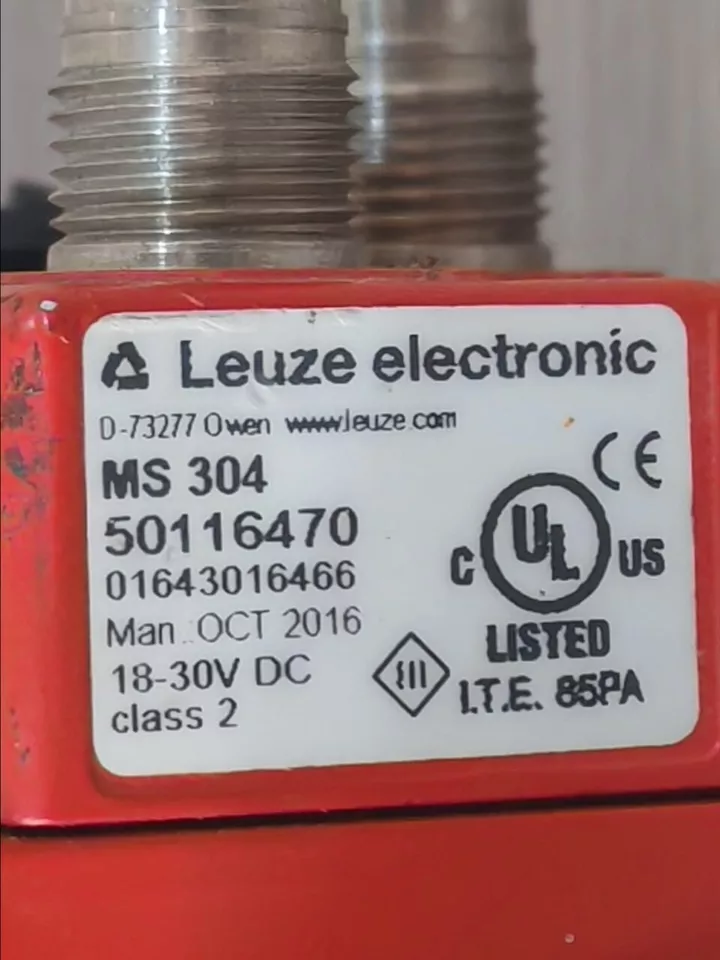 Leuze electronic
D-73277 Owen www.leuze.com
MS 304
50116470
01643016466
Man. OCT 2016
18-30V DC
class 2
CE
C UL US
LISTED
I.T.E. 85PA